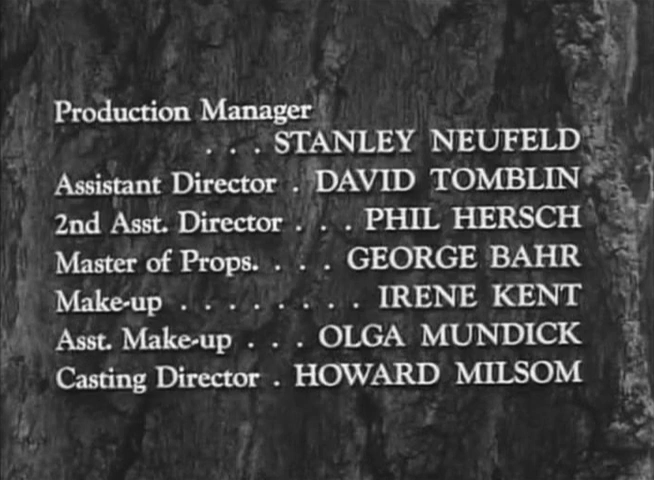 Production Manager
. . . STANLEY NEUFELD
Assistant Director . DAVID TOMBLIN
2nd Asst. Director . . . PHIL HERSCH
Master of Props. . . . GEORGE BAHR
Make-up . . . . . . . . IRENE KENT
Asst. Make-up . . . OLGA MUNDICK
Casting Director . HOWARD MILSOM